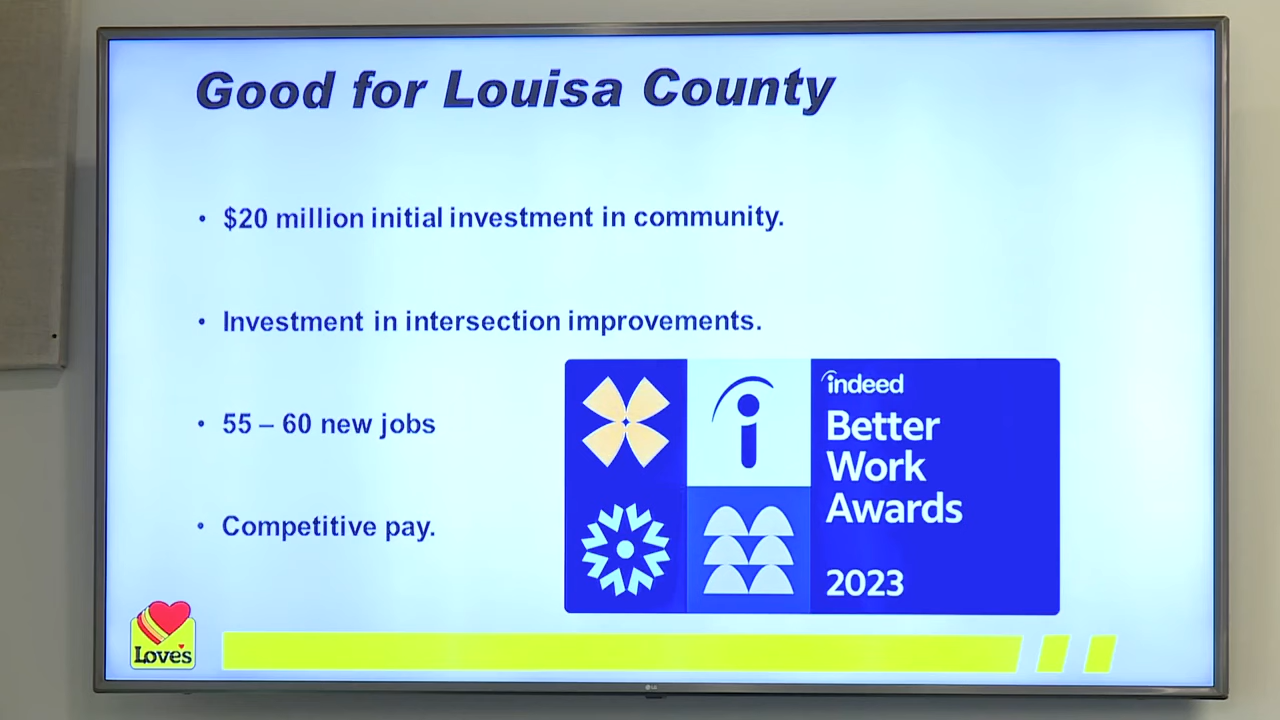 Good for Louisa County
• $20 million initial investment in community.
• Investment in intersection improvements.
• 55 – 60 new jobs
• Competitive pay.
indeed
Better
Work
Awards
2023
Love's
LG